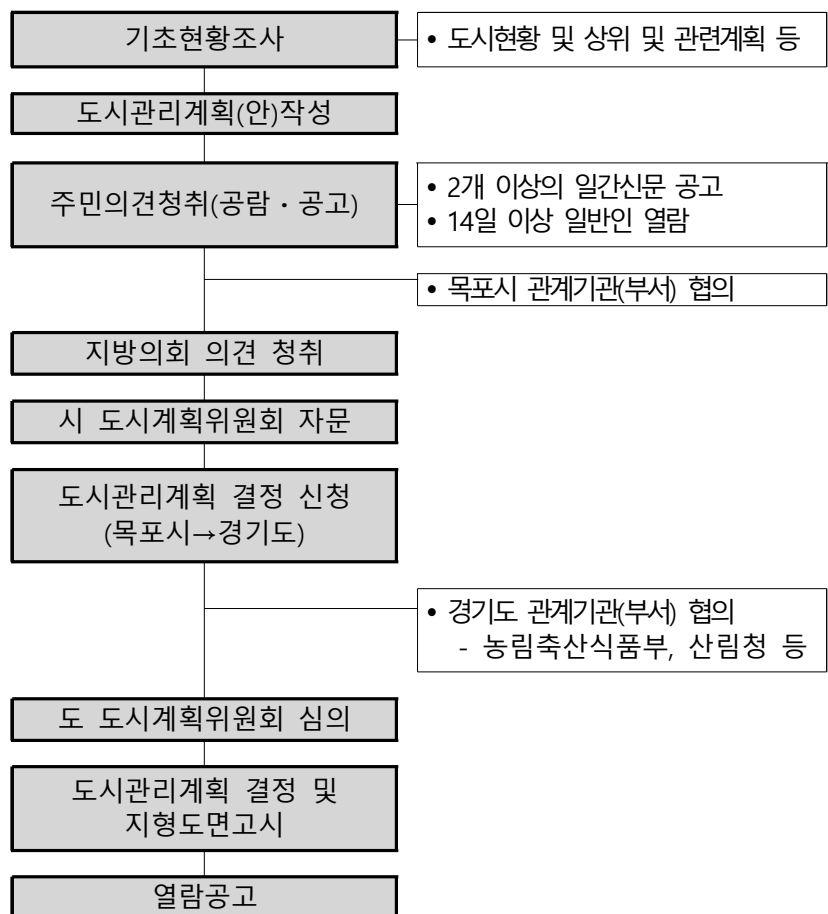 기초현황조사
• 도시현황 및 상위 및 관련계획 등
도시관리계획(안)작성
주민의견청취(공람・공고)
• 2개 이상의 일간신문 공고
• 14일 이상 일반인 열람
• 목포시 관계기관(부서) 협의
지방의회 의견 청취
시 도시계획위원회 자문
도시관리계획 결정 신청
(목포시→경기도)
• 경기도 관계기관(부서) 협의
- 농림축산식품부, 산림청 등
도 도시계획위원회 심의
도시관리계획 결정 및
지형도면고시
열람공고